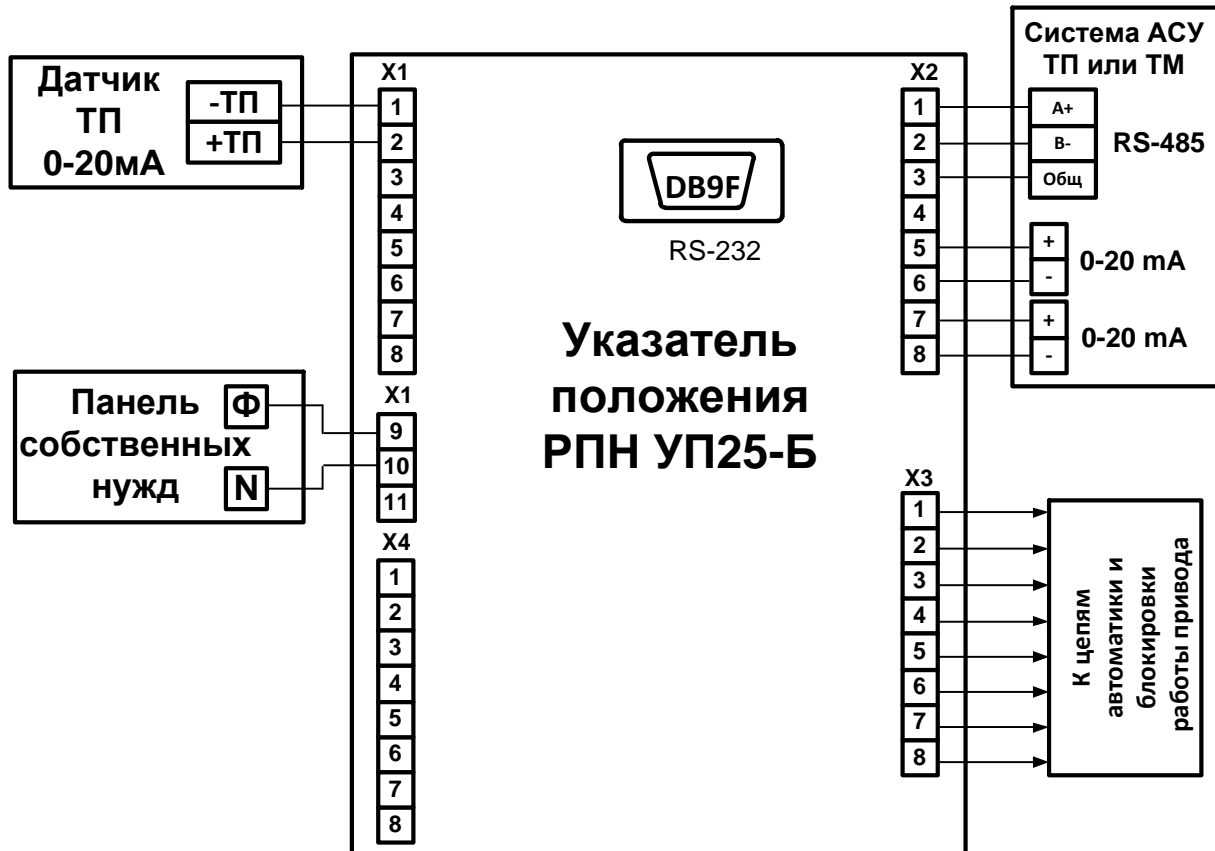 Датчик
ТП
0-20мА
-ТП
+ТП
Панель
собственных
нужд
Ф
N
X1
1
2
3
4
5
6
7
8
X1
9
10
11
X4
1
2
3
4
5
6
7
8
DB9F
RS-232
Указатель
положения
РПН УП25-Б
X2
1
2
3
4
5
6
7
8
X3
1
2
3
4
5
6
7
8
Система АСУ
ТП или ТМ
A+
B-
Общ
RS-485
+
-
0-20 mA
+
-
0-20 mA
К цепям
автоматики и
блокировки
работы привода